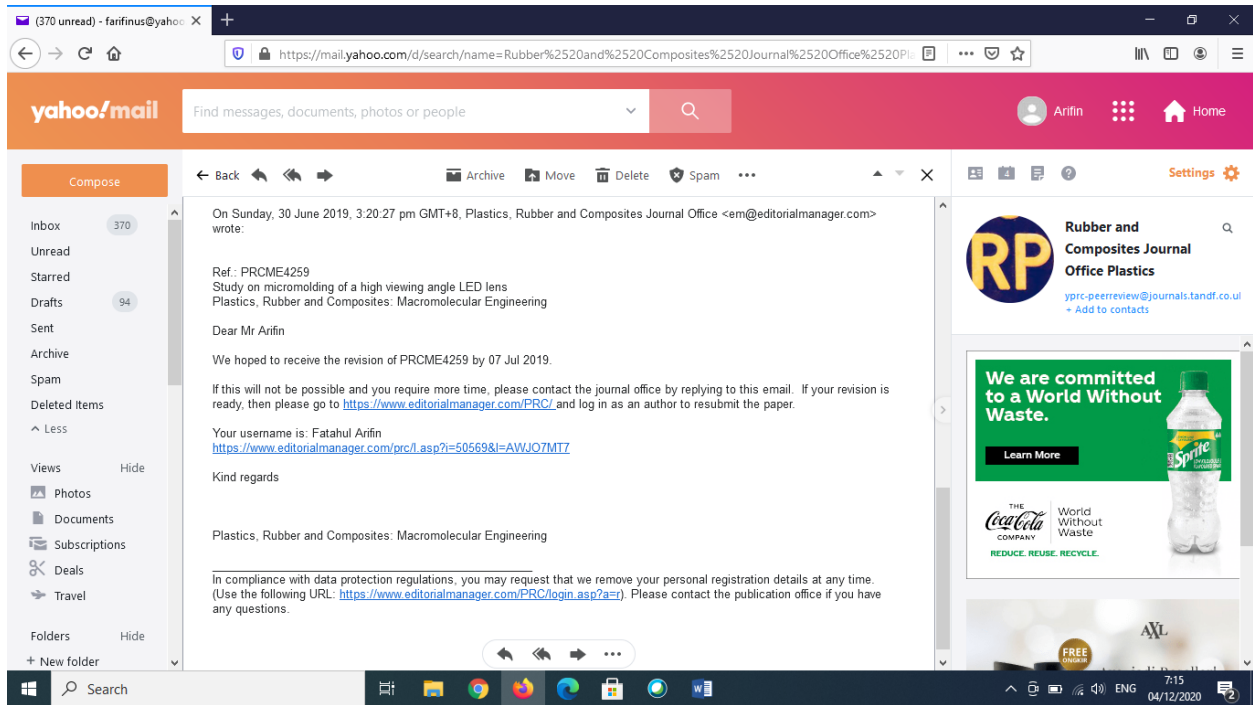 (370 unread) - farifinus@yahoo
https://mail.yahoo.com/d/search/name=Rubber%2520and%2520Composites%2520Journal%2520Office%2520Pla
yahoo!mail
Find messages, documents, photos or people
Arifin
Home
Compose
Back
Archive
Move
Delete
Spam
Settings
Inbox 370
Unread
Starred
Drafts 94
Sent
Archive
Spam
Deleted Items
Less
Views Hide
Photos
Documents
Subscriptions
Deals
Travel
Folders Hide
+ New folder
On Sunday, 30 June 2019, 3:20:27 pm GMT+8, Plastics, Rubber and Composites Journal Office <em@editorialmanager.com>
wrote:
Ref.: PRCME4259
Study on micromolding of a high viewing angle LED lens
Plastics, Rubber and Composites: Macromolecular Engineering
Dear Mr Arifin
We hoped to receive the revision of PRCME4259 by 07 Jul 2019.
If this will not be possible and you require more time, please contact the journal office by replying to this email. If your revision is
ready, then please go to https://www.editorialmanager.com/PRC/ and log in as an author to resubmit the paper.
Your username is: Fatahul Arifin
https://www.editorialmanager.com/prc/l.asp?i=50569&l=AWJO7MT7
Kind regards
Plastics, Rubber and Composites: Macromolecular Engineering
In compliance with data protection regulations, you may request that we remove your personal registration details at any time.
(Use the following URL: https://www.editorialmanager.com/PRC/login.asp?a=r). Please contact the publication office if you have
any questions.
RP
Rubber and
Composites Journal
Office Plastics
yprc-peerreview@journals.tandf.co.ul
+ Add to contacts
We are committed
to a World Without
Waste.
Learn More
Sprite
THE
Coca-Cola
COMPANY
World
Without
Waste
REDUCE. REUSE. RECYCLE.
AXL
FREE
ONGKIR
Search
ENG
7:15
04/12/2020
2